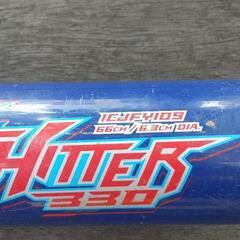 1CJFY109
66CM / 6.3CM DIA.
HITTER
330